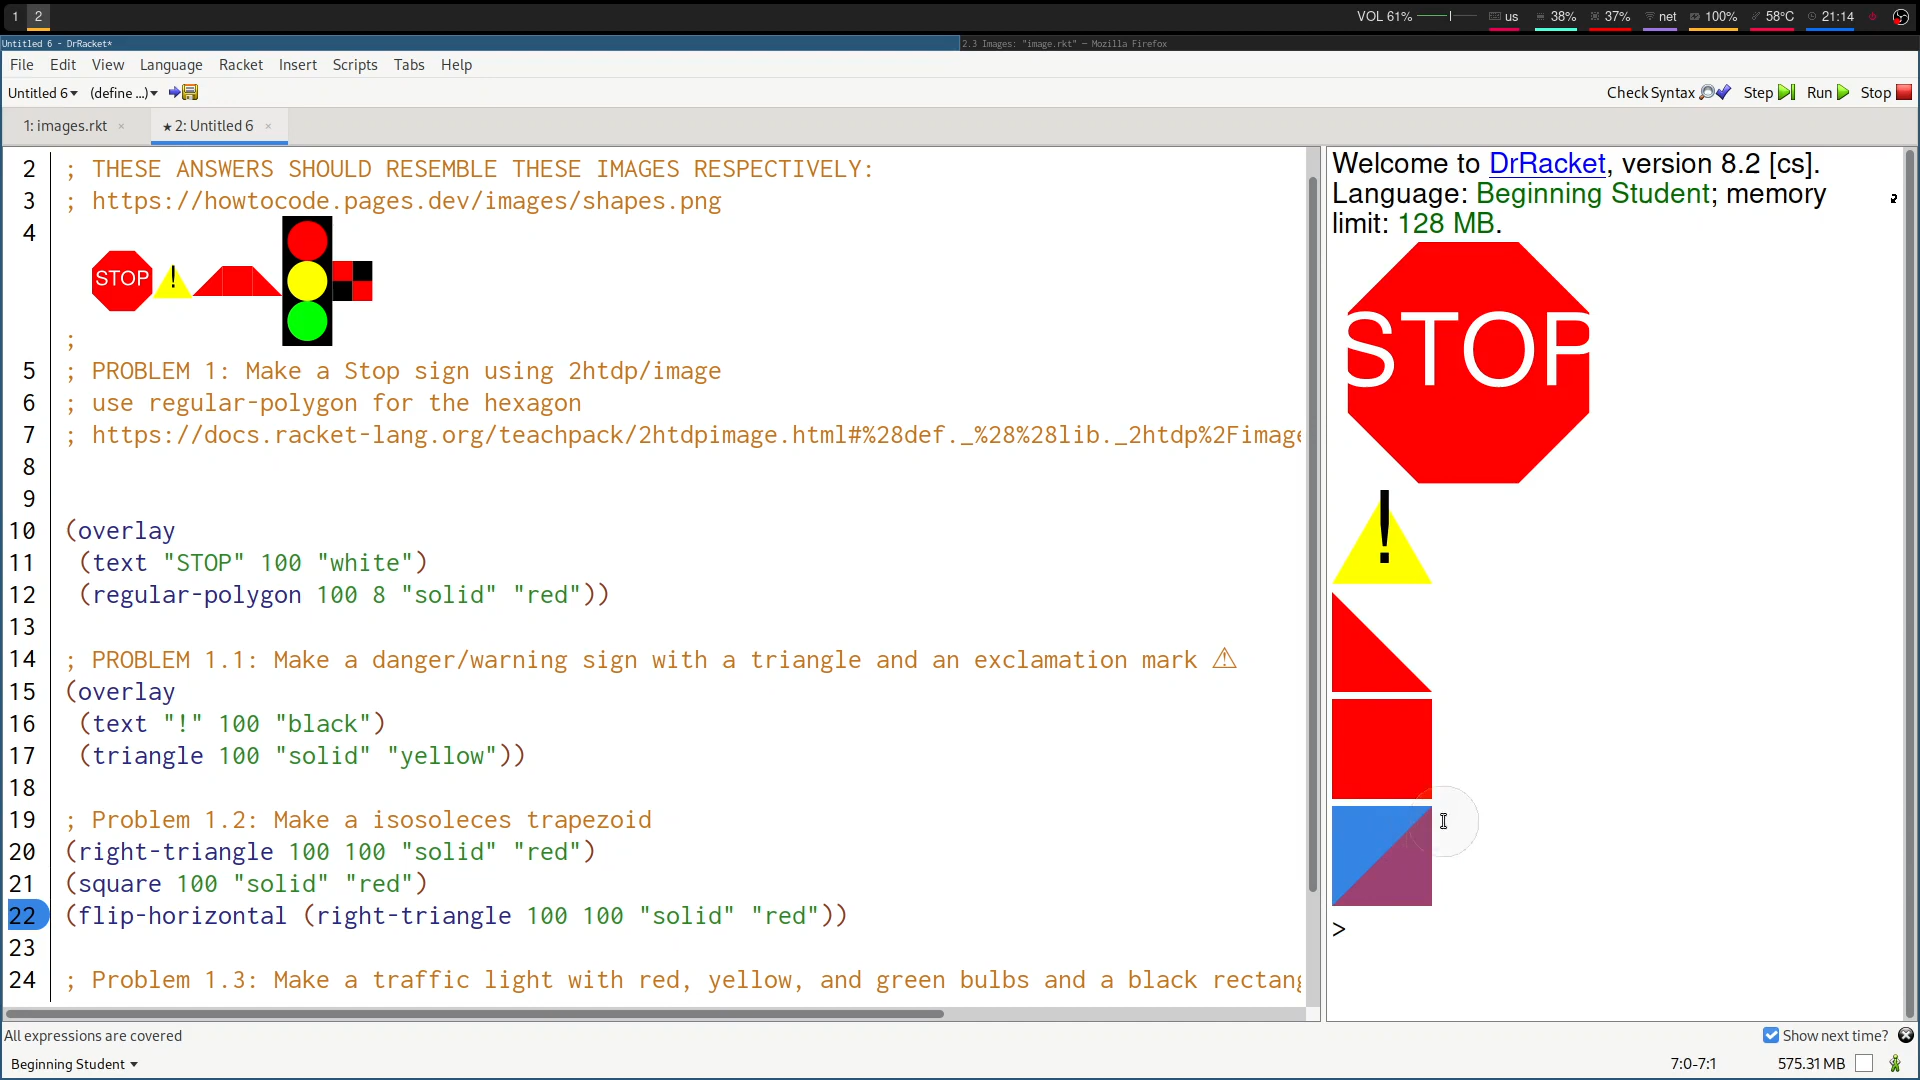 1 2 VOL 61% us 38% 37% net 100% 58°C 21:14
Untitled 6 - DrRacket* 2.3 Images: "image.rkt" — Mozilla Firefox
File Edit View Language Racket Insert Scripts Tabs Help
Untitled 6 (define ...) Check Syntax Step Run Stop
1: images.rkt × ★2: Untitled 6 ×
2 ; THESE ANSWERS SHOULD RESEMBLE THESE IMAGES RESPECTIVELY:
3 ; https://howtocode.pages.dev/images/shapes.png
4
STOP !
;
5 ; PROBLEM 1: Make a Stop sign using 2htdp/image
6 ; use regular-polygon for the hexagon
7 ; https://docs.racket-lang.org/teachpack/2htdpimage.html#%28def._%28%28lib._2htdp%2Fimage
8
9
10 (overlay
11 (text "STOP" 100 "white")
12 (regular-polygon 100 8 "solid" "red"))
13
14 ; PROBLEM 1.1: Make a danger/warning sign with a triangle and an exclamation mark ⚠
15 (overlay
16 (text "!" 100 "black")
17 (triangle 100 "solid" "yellow"))
18
19 ; Problem 1.2: Make a isosoleces trapezoid
20 (right-triangle 100 100 "solid" "red")
21 (square 100 "solid" "red")
22 (flip-horizontal (right-triangle 100 100 "solid" "red"))
23
24 ; Problem 1.3: Make a traffic light with red, yellow, and green bulbs and a black rectang
Welcome to DrRacket, version 8.2 [cs].
Language: Beginning Student; memory
limit: 128 MB.
STOP
!
>
All expressions are covered Show next time?
Beginning Student 7:0-7:1 575.31 MB